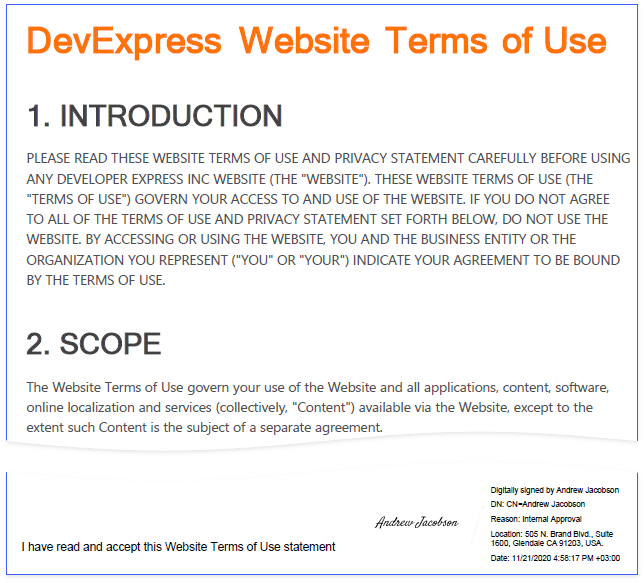 DevExpress Website Terms of Use
1. INTRODUCTION
PLEASE READ THESE WEBSITE TERMS OF USE AND PRIVACY STATEMENT CAREFULLY BEFORE USING
ANY DEVELOPER EXPRESS INC WEBSITE (THE "WEBSITE"). THESE WEBSITE TERMS OF USE (THE
"TERMS OF USE") GOVERN YOUR ACCESS TO AND USE OF THE WEBSITE. IF YOU DO NOT AGREE
TO ALL OF THE TERMS OF USE AND PRIVACY STATEMENT SET FORTH BELOW, DO NOT USE THE
WEBSITE. BY ACCESSING OR USING THE WEBSITE, YOU AND THE BUSINESS ENTITY OR THE
ORGANIZATION YOU REPRESENT ("YOU" OR "YOUR") INDICATE YOUR AGREEMENT TO BE BOUND
BY THE TERMS OF USE.
2. SCOPE
The Website Terms of Use govern your use of the Website and all applications, content, software,
online localization and services (collectively, "Content") available via the Website, except to the
extent such Content is the subject of a separate agreement.
I have read and accept this Website Terms of Use statement
Andrew Jacobson
Digitally signed by Andrew Jacobson
DN: CN=Andrew Jacobson
Reason: Internal Approval
Location: 505 N. Brand Blvd., Suite
1600, Glendale CA 91203, USA.
Date: 11/21/2020 4:58:17 PM +03:00